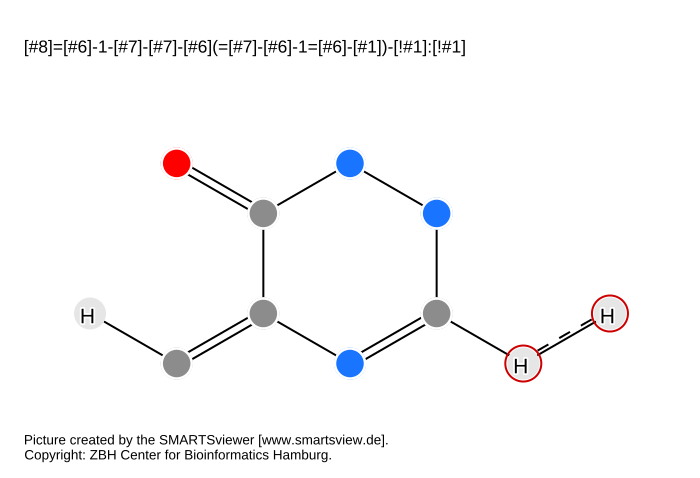 [#8]=[#6]-1-[#7]-[#7]-[#6](=[#7]-[#6]-1=[#6]-[#1])-[!#1]:[!#1]
H
H
H
Picture created by the SMARTSviewer [www.smartsview.de].
Copyright: ZBH Center for Bioinformatics Hamburg.